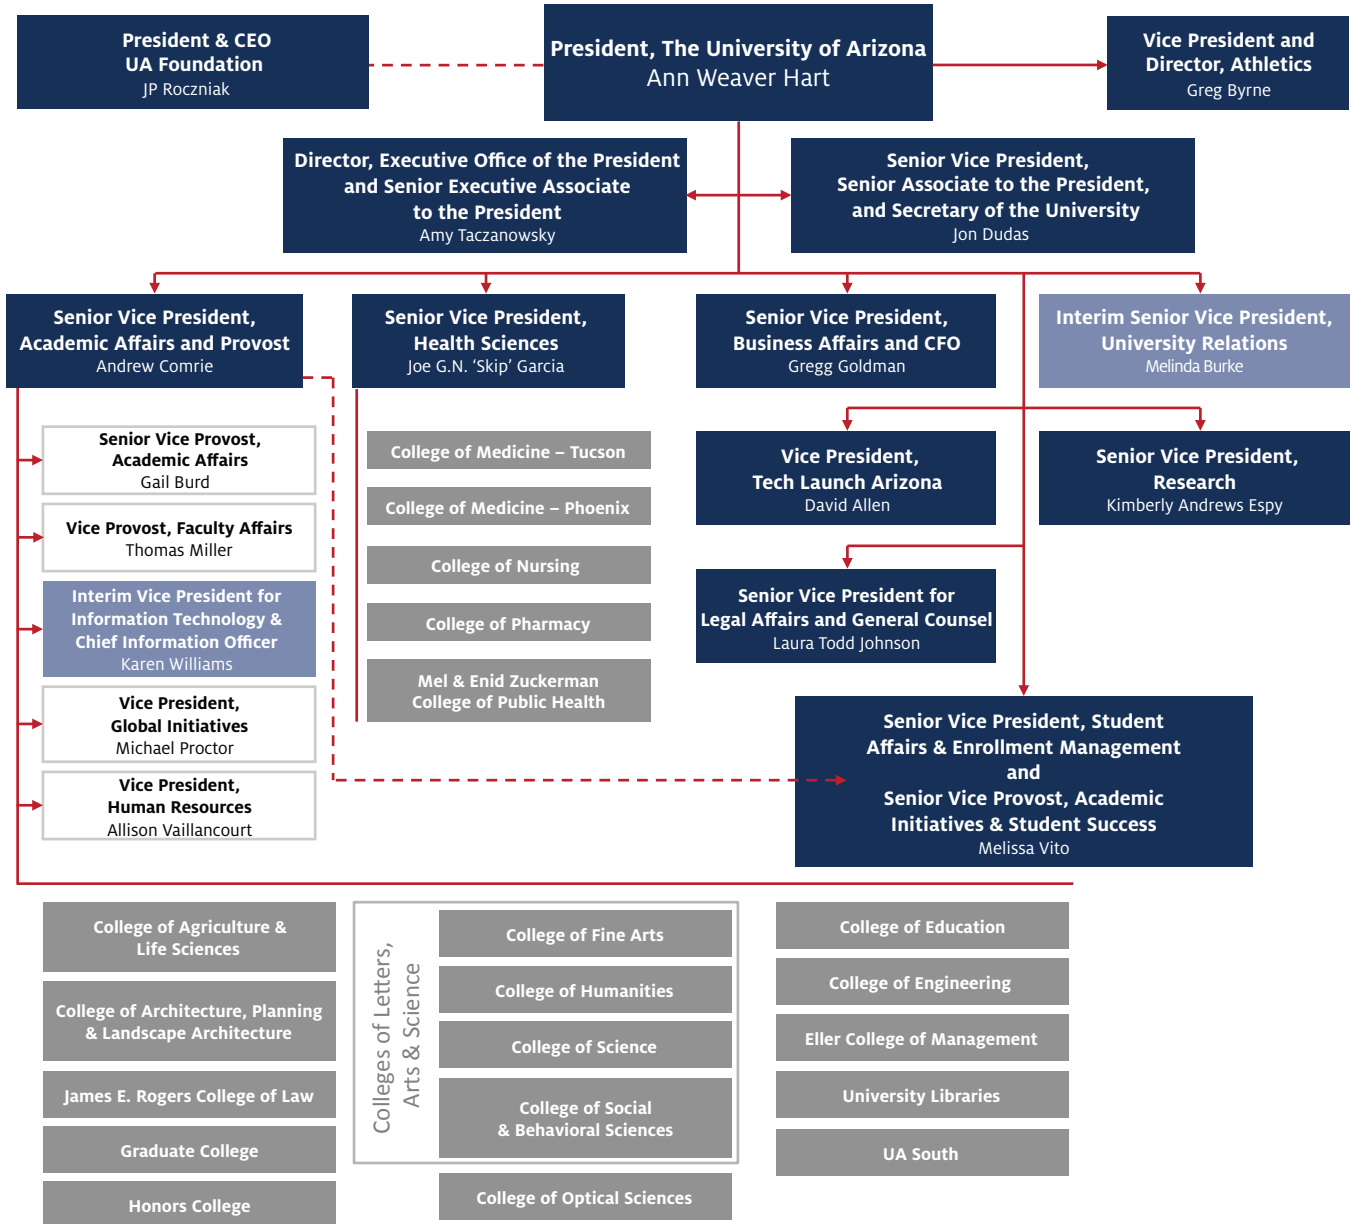 President & CEO
UA Foundation
JP Roczniak
President, The University of Arizona
Ann Weaver Hart
Vice President and
Director, Athletics
Greg Byrne
Director, Executive Office of the President
and Senior Executive Associate
to the President
Amy Taczanowsky
Senior Vice President,
Senior Associate to the President,
and Secretary of the University
Jon Dudas
Senior Vice President,
Academic Affairs and Provost
Andrew Comrie
Senior Vice President,
Health Sciences
Joe G.N. ‘Skip’ Garcia
Senior Vice President,
Business Affairs and CFO
Gregg Goldman
Interim Senior Vice President,
University Relations
Melinda Burke
Senior Vice Provost,
Academic Affairs
Gail Burd
Vice Provost, Faculty Affairs
Thomas Miller
Interim Vice President for
Information Technology &
Chief Information Officer
Karen Williams
Vice President,
Global Initiatives
Michael Proctor
Vice President,
Human Resources
Allison Vaillancourt
College of Medicine – Tucson
College of Medicine – Phoenix
College of Nursing
College of Pharmacy
Mel & Enid Zuckerman
College of Public Health
Vice President,
Tech Launch Arizona
David Allen
Senior Vice President,
Research
Kimberly Andrews Espy
Senior Vice President for
Legal Affairs and General Counsel
Laura Todd Johnson
Senior Vice President, Student
Affairs & Enrollment Management
and
Senior Vice Provost, Academic
Initiatives & Student Success
Melissa Vito
College of Agriculture &
Life Sciences
College of Architecture, Planning
& Landscape Architecture
James E. Rogers College of Law
Graduate College
Honors College
Colleges of Letters,
Arts & Science
College of Fine Arts
College of Humanities
College of Science
College of Social
& Behavioral Sciences
College of Optical Sciences
College of Education
College of Engineering
Eller College of Management
University Libraries
UA South